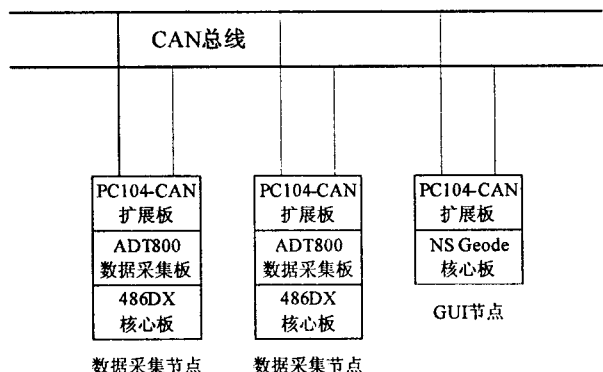 CAN总线
PC104-CAN
扩展板
ADT800
数据采集板
486DX
核心板
数据采集节点
PC104-CAN
扩展板
ADT800
数据采集板
486DX
核心板
数据采集节点
PC104-CAN
扩展板
NS Geode
核心板
GUI节点